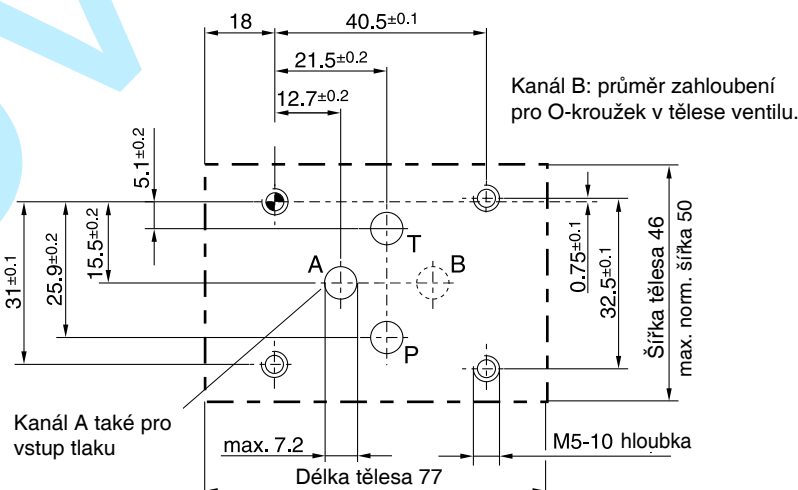 18
40.5±0.1
21.5±0.2
12.7±0.2
Kanál B: průměr zahloubení
pro O-kroužek v tělese ventilu.
5.1±0.2
15.5±0.2
25.9±0.2
31±0.1
T
A
B
P
0.75±0.1
32.5±0.1
Šířka tělesa 46
max. norm. šířka 50
Kanál A také pro
vstup tlaku
max. 7.2
M5-10 hloubka
Délka tělesa 77